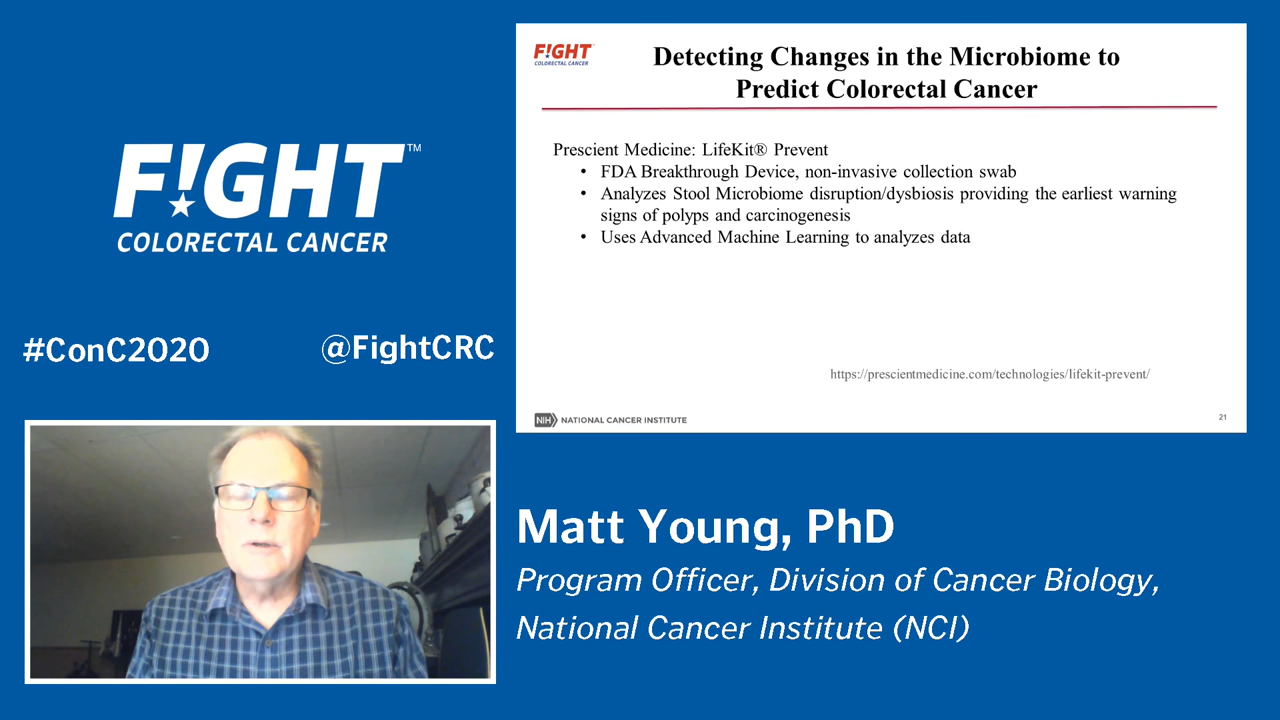 F!GHT™
COLORECTAL CANCER
#ConC2020
@FightCRC
F!GHT
COLORECTAL CANCER
Detecting Changes in the Microbiome to
Predict Colorectal Cancer
Prescient Medicine: LifeKit® Prevent
• FDA Breakthrough Device, non-invasive collection swab
• Analyzes Stool Microbiome disruption/dysbiosis providing the earliest warning
signs of polyps and carcinogenesis
• Uses Advanced Machine Learning to analyzes data
https://prescientmedicine.com/technologies/lifekit-prevent/
NIH NATIONAL CANCER INSTITUTE
21
Matt Young, PhD
Program Officer, Division of Cancer Biology,
National Cancer Institute (NCI)